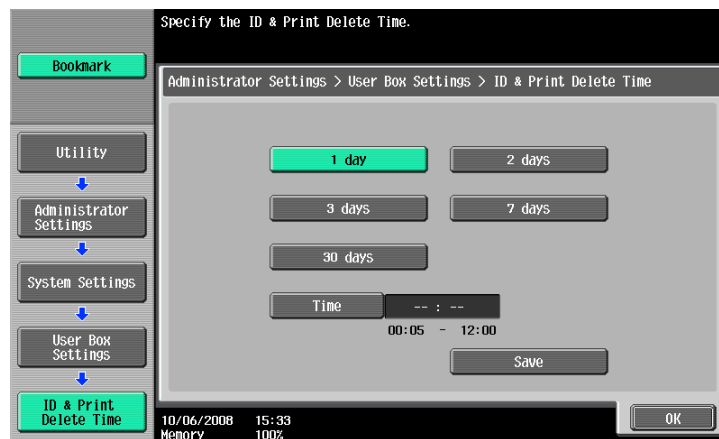 Specify the ID & Print Delete Time.
Bookmark
Administrator Settings > User Box Settings > ID & Print Delete Time
Utility
Administrator
Settings
System Settings
User Box
Settings
ID & Print
Delete Time
1 day
2 days
3 days
7 days
30 days
Time
-- : --
00:05 - 12:00
Save
10/06/2008 15:33
Memory 100%
OK